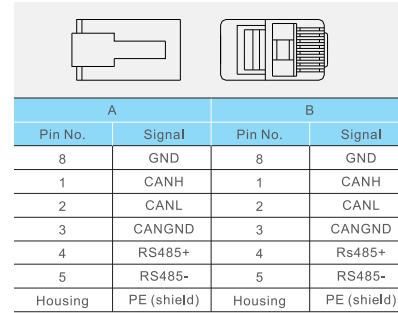 A B
Pin No. Signal Pin No. Signal
8 GND 8 GND
1 CANH 1 CANH
2 CANL 2 CANL
3 CANGND 3 CANGND
4 RS485+ 4 Rs485+
5 RS485- 5 RS485-
Housing PE (shield) Housing PE (shield)